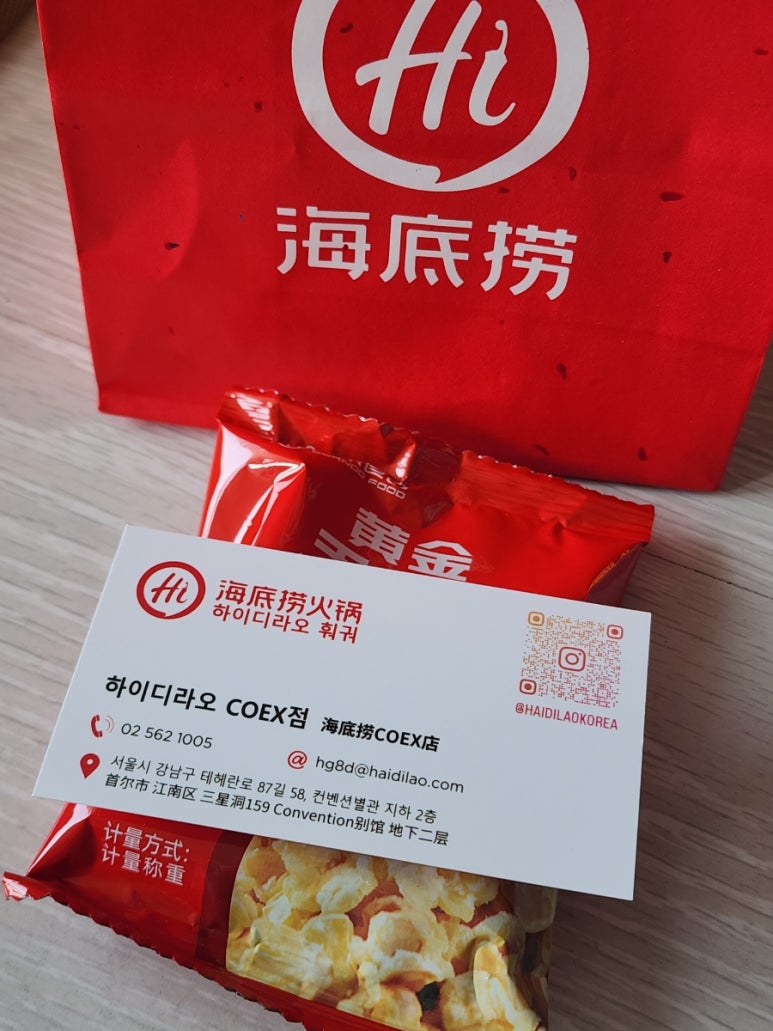 Hi
海底捞
FOOD
黄金
Hi
海底捞火锅
하이디라오 훠궈
@HAIDILAOKOREA
하이디라오 COEX점 海底捞COEX店
02 562 1005
@ hg8d@haidilao.com
서울시 강남구 테헤란로 87길 58, 컨벤션별관 지하 2층
首尔市 江南区 三星洞159 Convention别馆 地下二层
计量方式:
计量称重